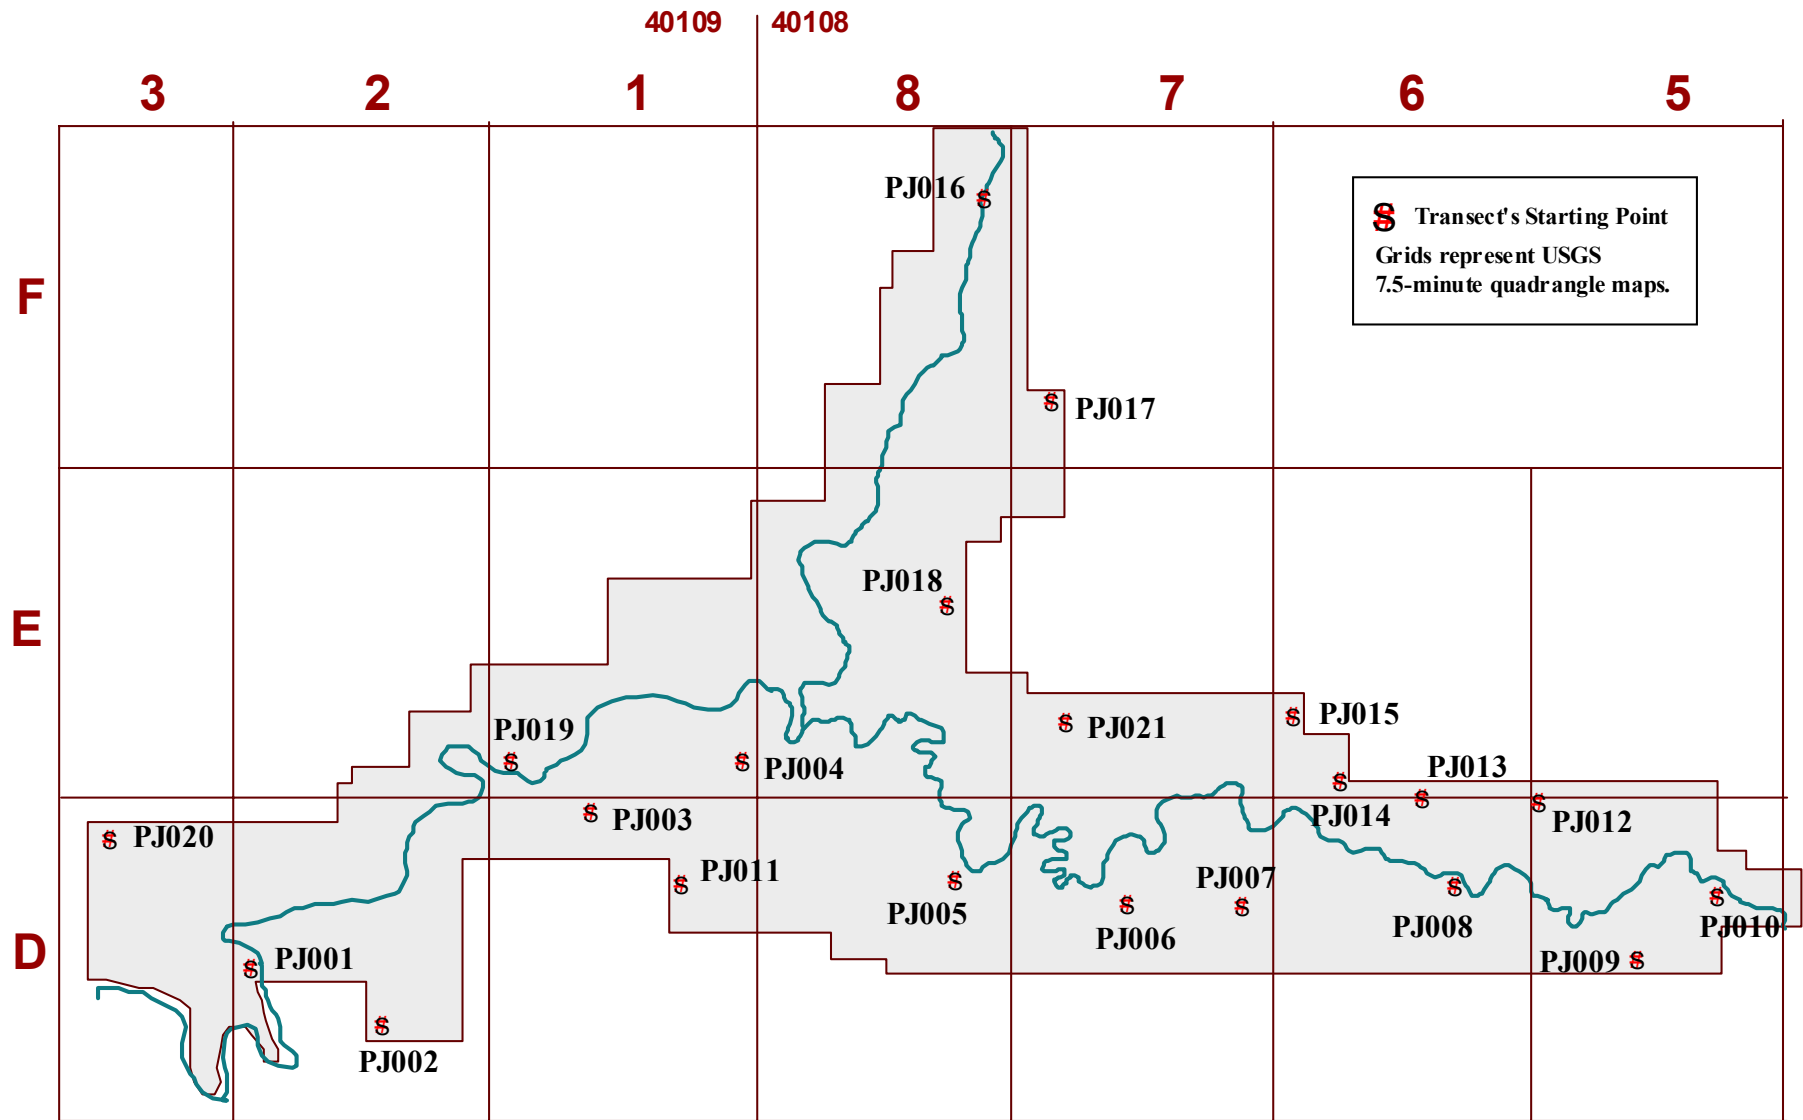 40109 40108
3 2 1 8 7 6 5
PJ016
$ Transect's Starting Point
Grids represent USGS
7.5-minute quadrangle maps.
F
PJ017
PJ018
E
PJ019
PJ021
PJ015
PJ004
PJ013
PJ003
PJ014
PJ012
PJ020
PJ011
PJ007
PJ005
PJ006
PJ008
PJ010
D
PJ001
PJ009
PJ002